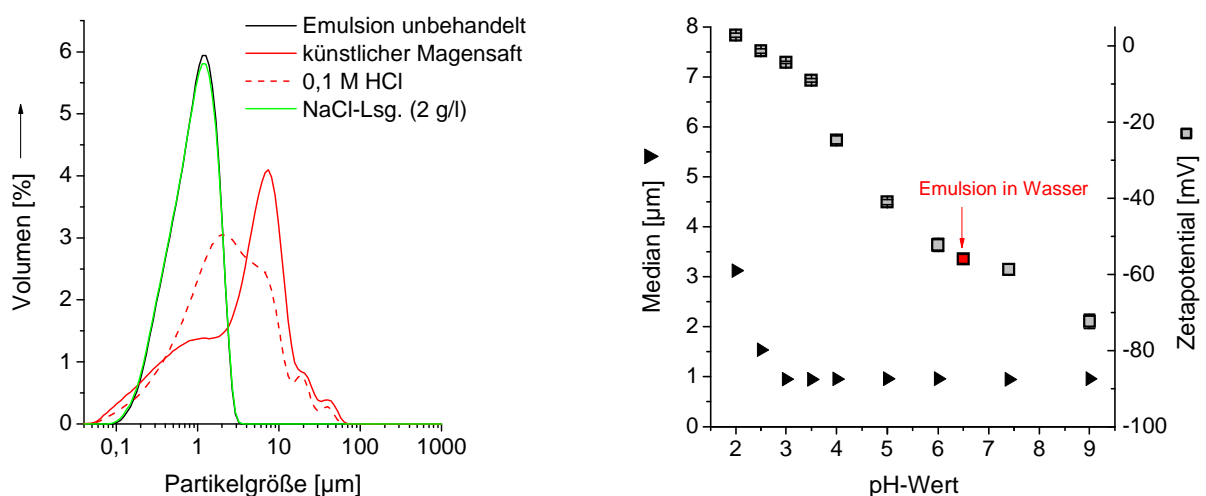 Emulsion unbehandelt
künstlicher Magensaft
0,1 M HCl
NaCl-Lsg. (2 g/l)
6
5
4
3
2
1
0
Volumen [%]
0,1 1 10 100 1000
Partikelgröße [µm]
8
7
6
5
4
3
2
1
0
Median [µm]
Emulsion in Wasser
0
-20
-40
-60
-80
-100
Zetapotential [mV]
2 3 4 5 6 7 8 9
pH-Wert